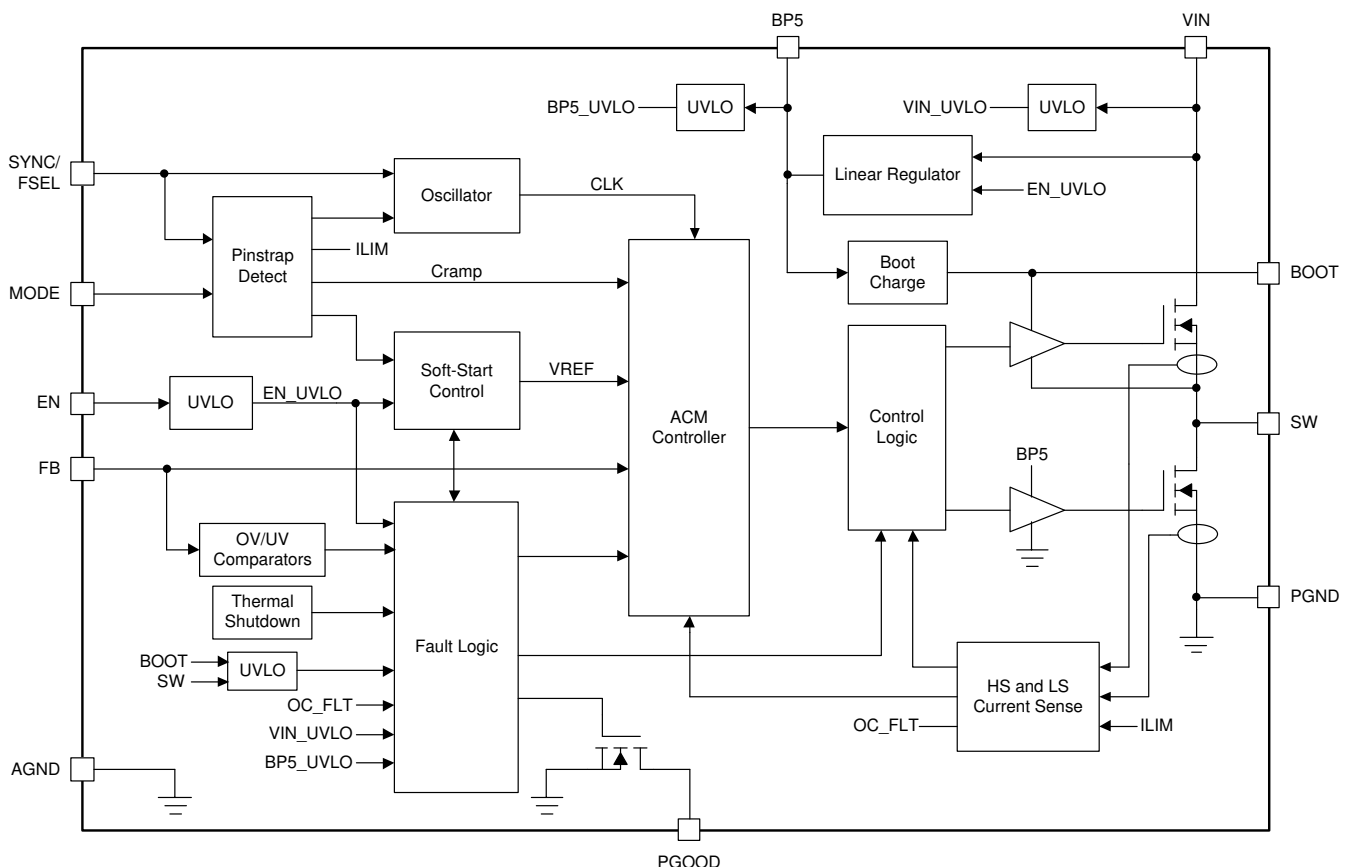 BP5
VIN
BP5_UVLO
UVLO
VIN_UVLO
UVLO
SYNC/
FSEL
Oscillator
CLK
Linear Regulator
EN_UVLO
Pinstrap
Detect
ILIM
Cramp
MODE
Boot
Charge
BOOT
Soft-Start
Control
VREF
EN
UVLO
EN_UVLO
ACM
Controller
Control
Logic
SW
FB
BP5
OV/UV
Comparators
Thermal
Shutdown
Fault Logic
PGND
BOOT
SW
UVLO
HS and LS
Current Sense
OC_FLT
OC_FLT
ILIM
VIN_UVLO
BP5_UVLO
AGND
PGOOD